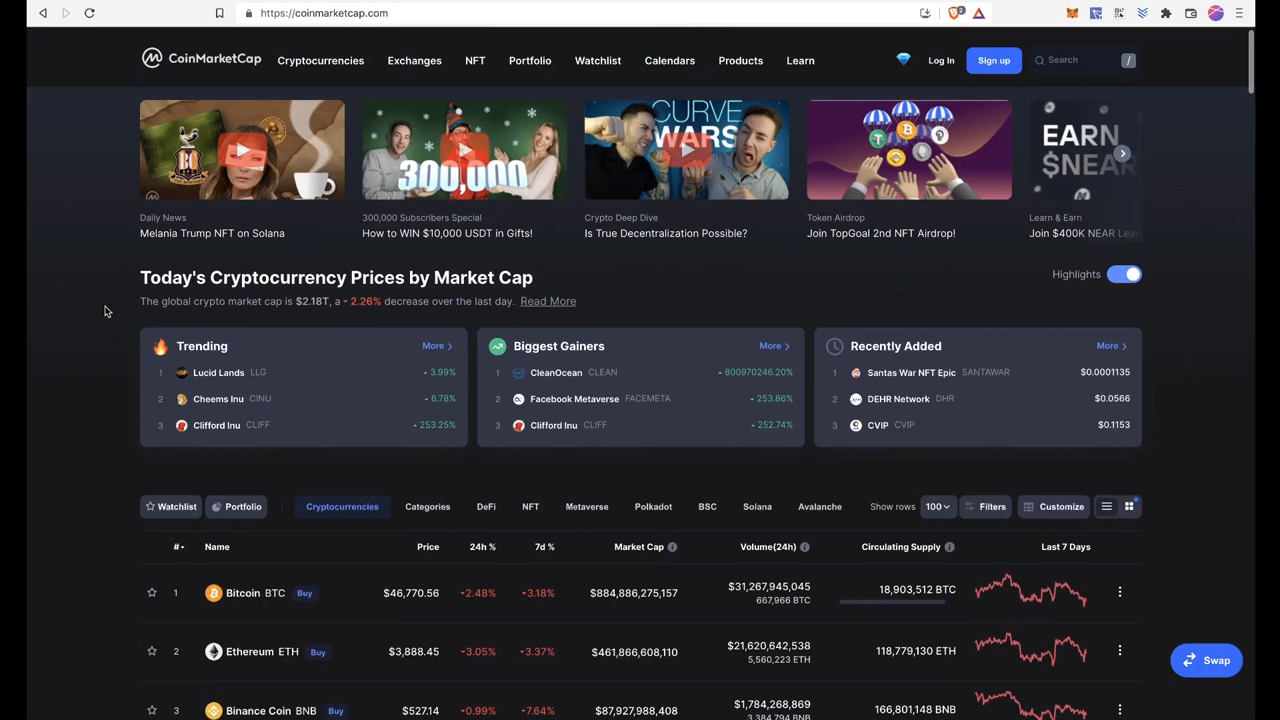 https://coinmarketcap.com
2
CoinMarketCap Cryptocurrencies Exchanges NFT Portfolio Watchlist Calendars Products Learn Log In Sign up Search /
300,000
CURVE WARS
EARN $NEAR
Daily News
Melania Trump NFT on Solana
300,000 Subscribers Special
How to WIN $10,000 USDT in Gifts!
Crypto Deep Dive
Is True Decentralization Possible?
Token Airdrop
Join TopGoal 2nd NFT Airdrop!
Learn & Earn
Join $400K NEAR Lear
Today's Cryptocurrency Prices by Market Cap
Highlights
The global crypto market cap is $2.18T, a 2.26% decrease over the last day. Read More
Trending More
1 Lucid Lands LLG 3.99%
2 Cheems Inu CINU 6.78%
3 Clifford Inu CLIFF 253.25%
Biggest Gainers More
1 CleanOcean CLEAN 800970246.20%
2 Facebook Metaverse FACEMETA 253.86%
3 Clifford Inu CLIFF 252.74%
Recently Added More
1 Santas War NFT Epic SANTAWAR $0.0001135
2 DEHR Network DHR $0.0566
3 CVIP CVIP $0.1153
Watchlist Portfolio Cryptocurrencies Categories DeFi NFT Metaverse Polkadot BSC Solana Avalanche Show rows 100 Filters Customize
# Name Price 24h % 7d % Market Cap Volume(24h) Circulating Supply Last 7 Days
1 Bitcoin BTC Buy $46,770.56 2.48% 3.18% $884,886,275,157 $31,267,945,045 18,903,512 BTC
667,966 BTC
2 Ethereum ETH Buy $3,888.45 3.05% 3.37% $461,866,608,110 $21,620,642,538 118,779,130 ETH
5,560,223 ETH
Swap
3 Binance Coin BNB Buy $527.14 0.99% 7.64% $87,927,988,408 $1,784,268,869 166,801,148 BNB
3,384,794 BNB